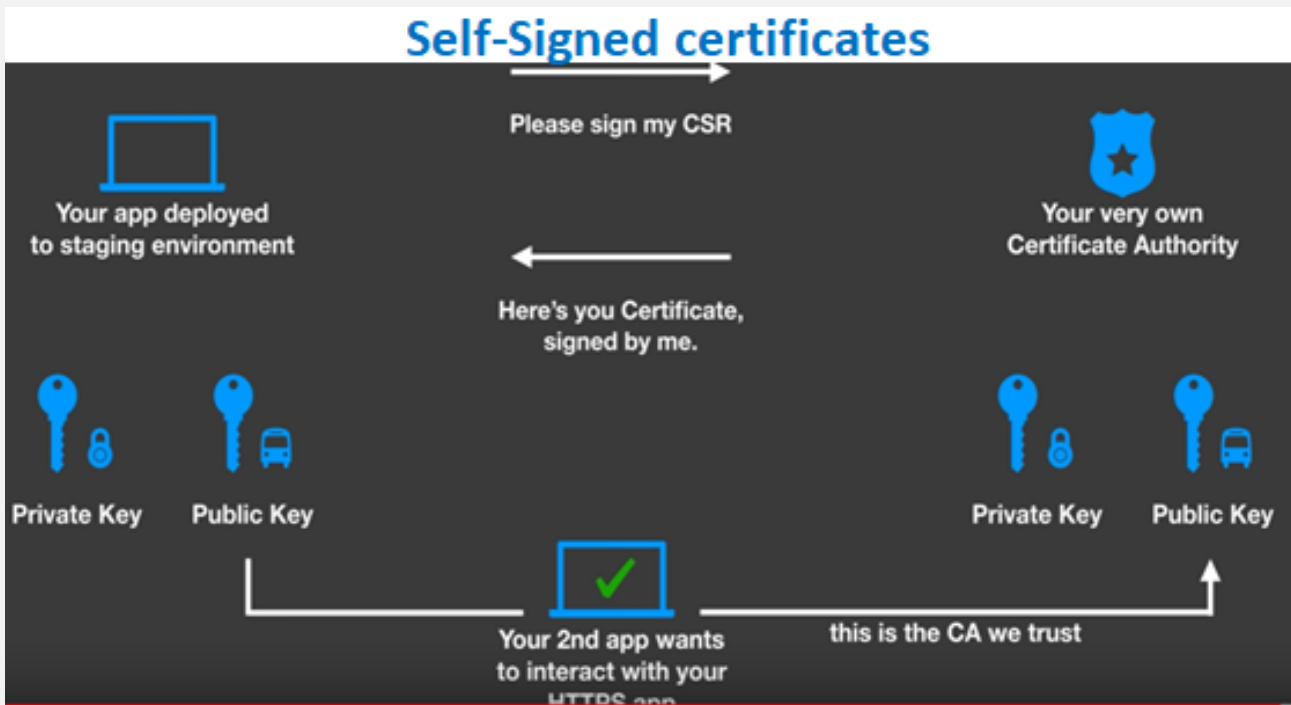 Self-Signed certificates
Please sign my CSR
Your app deployed
to staging environment
Your very own
Certificate Authority
Here's you Certificate,
signed by me.
Private Key
Public Key
Private Key
Public Key
Your 2nd app wants
to interact with your
HTTPS app
this is the CA we trust